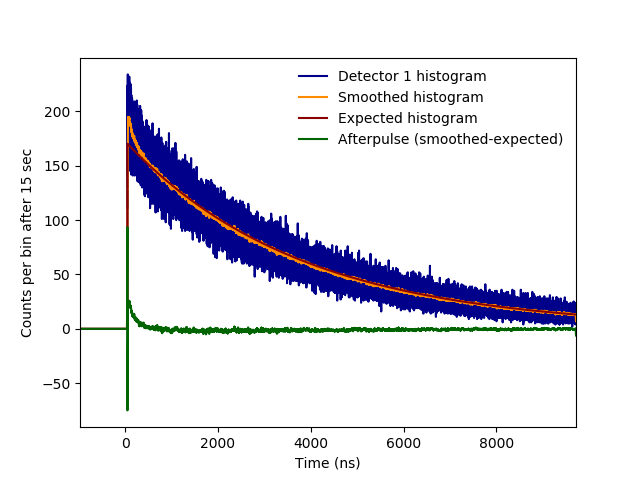 Detector 1 histogram
Smoothed histogram
Expected histogram
Afterpulse (smoothed-expected)
Counts per bin after 15 sec
200
150
100
50
0
−50
0 2000 4000 6000 8000
Time (ns)